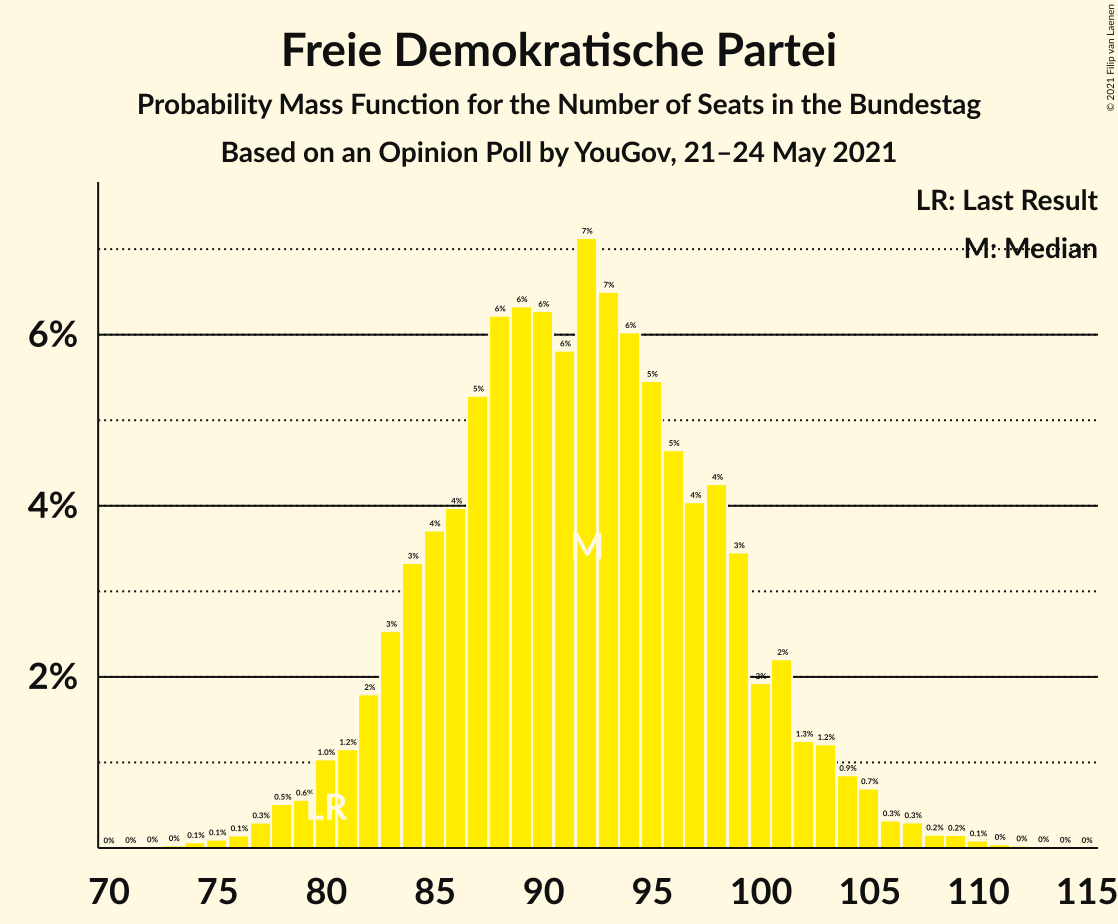 Freie Demokratische Partei
Probability Mass Function for the Number of Seats in the Bundestag
Based on an Opinion Poll by YouGov, 21–24 May 2021
© 2021 Filip van Laenen
LR: Last Result
M: Median
6%
4%
2%
0% 0% 0% 0% 0.1% 0.1% 0.1% 0.3% 0.5% 0.6% 1.0% 1.2% 2% 3% 3% 4% 4% 5% 6% 6% 6% 6% 7% 7% 6% 5% 5% 4% 4% 3% 2% 2% 1.3% 1.2% 0.9% 0.7% 0.3% 0.3% 0.2% 0.2% 0.1% 0% 0% 0% 0% 0%
M
LR
70 75 80 85 90 95 100 105 110 115